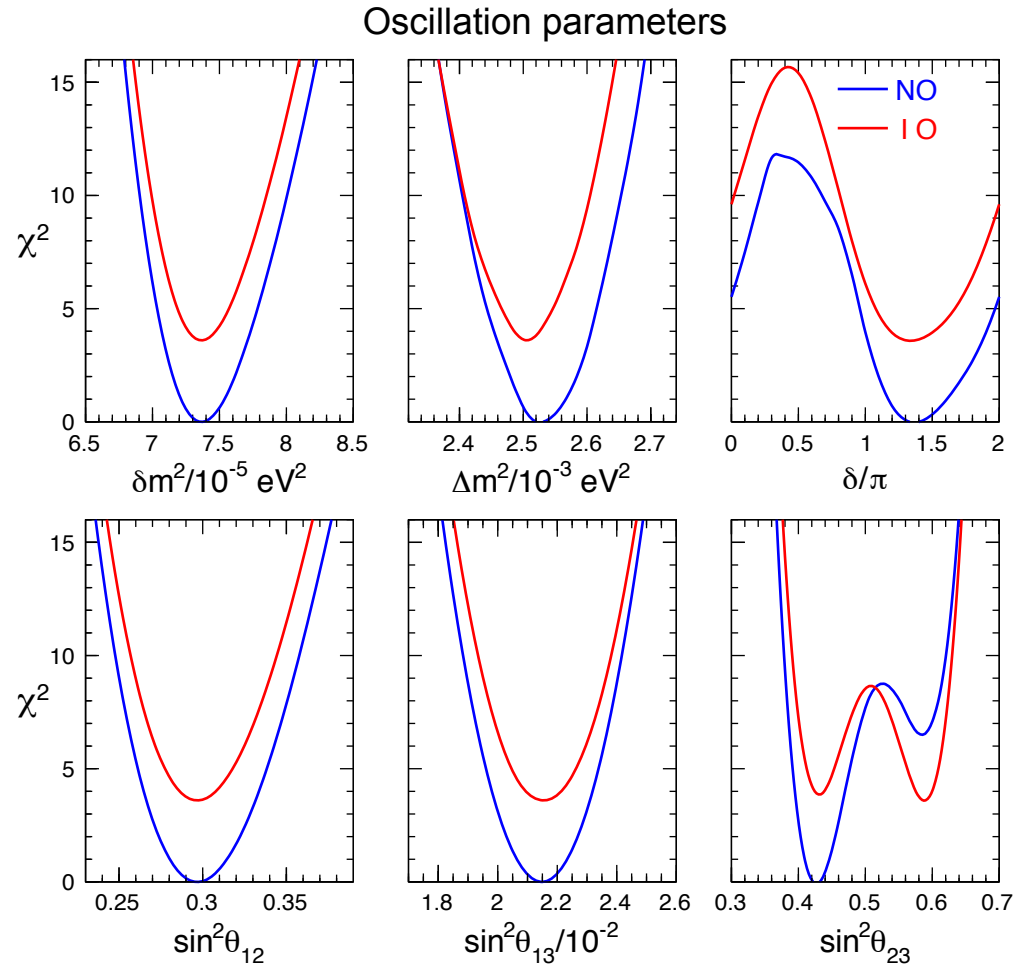 Oscillation parameters
15
10
5
0
χ²
6.5 7 7.5 8 8.5
δm²/10⁻⁵ eV²
2.4 2.5 2.6 2.7
Δm²/10⁻³ eV²
NO
I O
0 0.5 1 1.5 2
δ/π
15
10
5
0
χ²
0.25 0.3 0.35
sin²θ₁₂
1.8 2 2.2 2.4 2.6
sin²θ₁₃/10⁻²
0.3 0.4 0.5 0.6 0.7
sin²θ₂₃